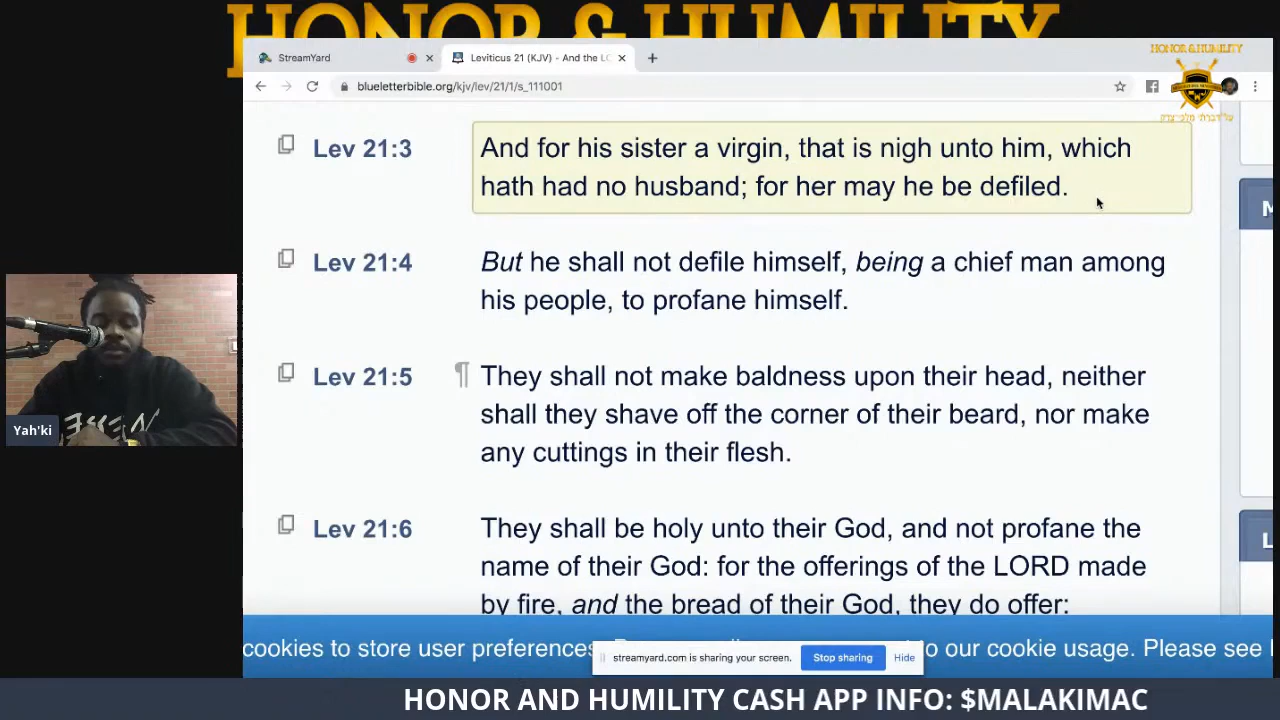 HONOR & HUMILITY
StreamYard
Leviticus 21 (KJV) - And the LO
blueletterbible.org/kjv/lev/21/1/s_111001
HONOR & HUMILITY
Lev 21:3
And for his sister a virgin, that is nigh unto him, which
hath had no husband; for her may he be defiled.
Lev 21:4
But he shall not defile himself, being a chief man among
his people, to profane himself.
Lev 21:5
¶ They shall not make baldness upon their head, neither
shall they shave off the corner of their beard, nor make
any cuttings in their flesh.
Lev 21:6
They shall be holy unto their God, and not profane the
name of their God: for the offerings of the LORD made
by fire, and the bread of their God, they do offer:
Yah'ki
cookies to store user preferences. to our cookie usage. Please see
streamyard.com is sharing your screen.
Stop sharing
Hide
HONOR AND HUMILITY CASH APP INFO: $MALAKIMAC